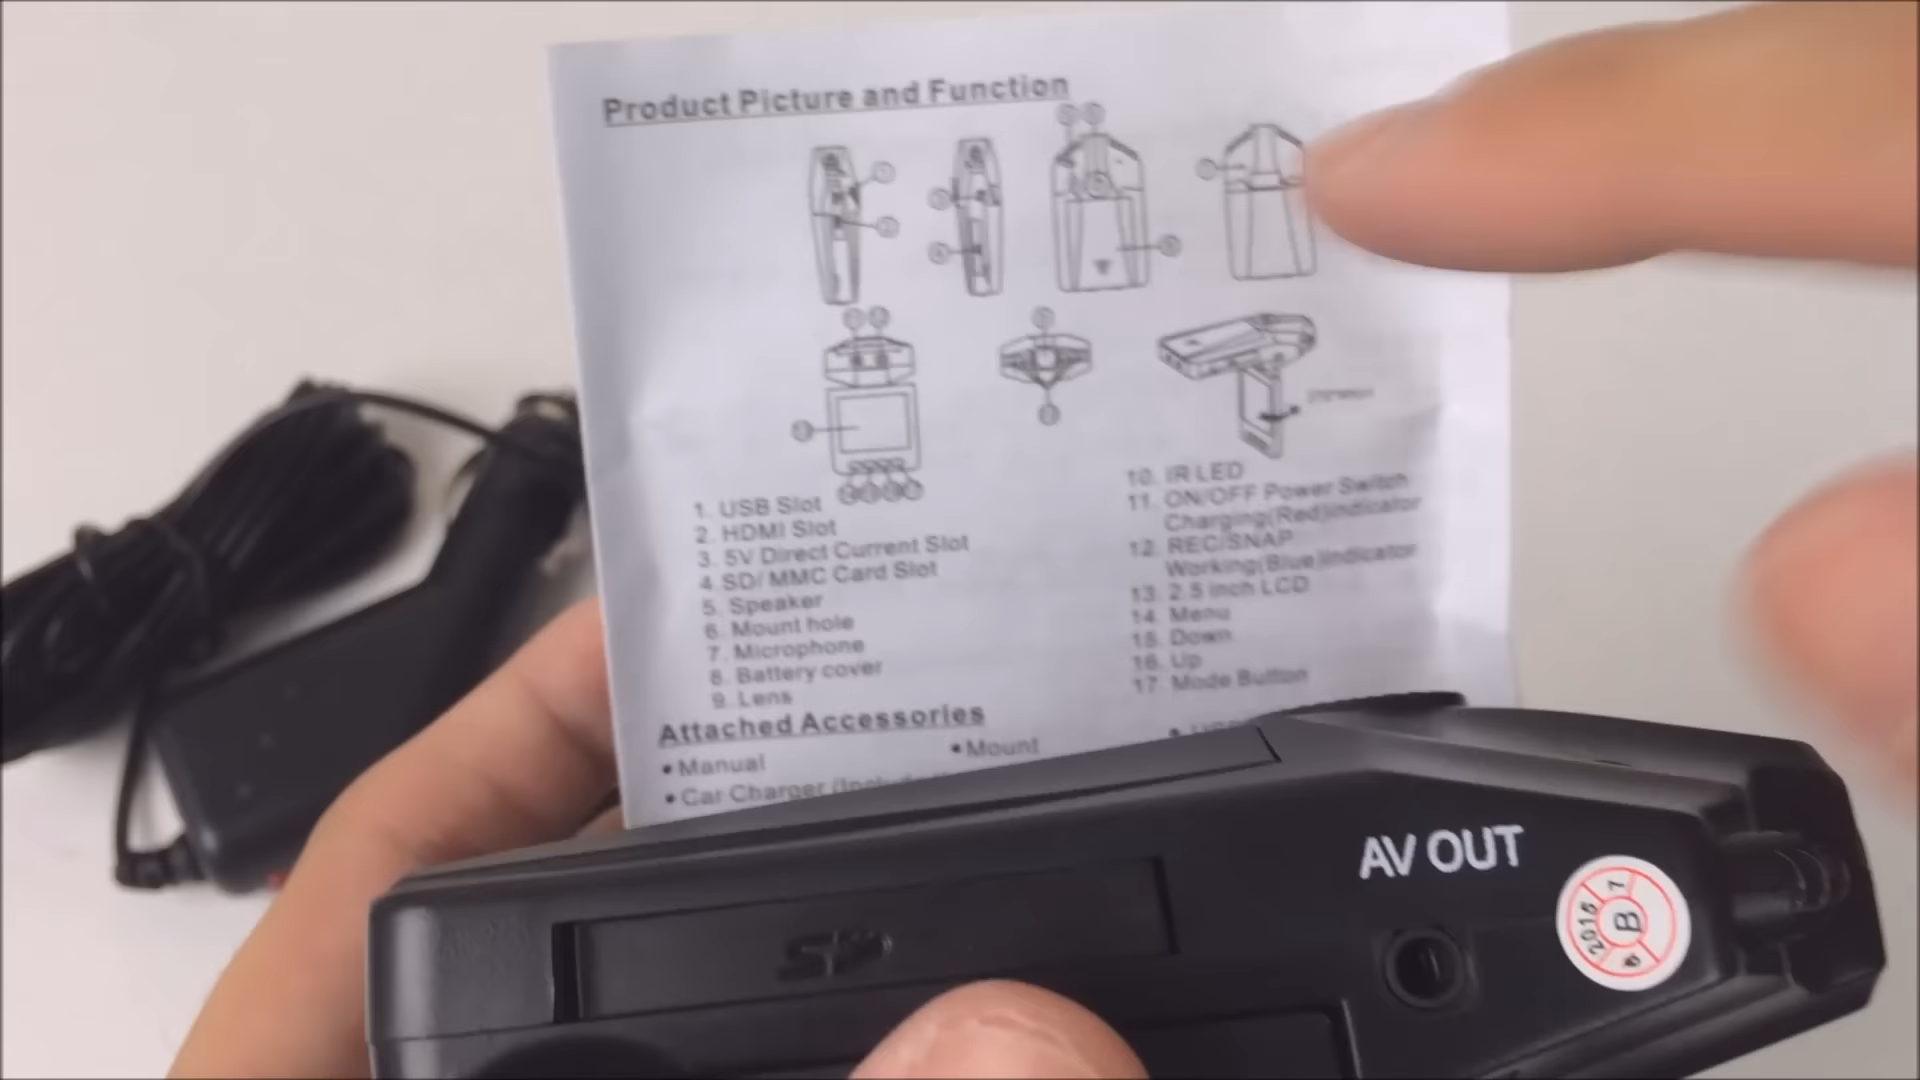 Product Picture and Function
1. USB Slot
2. HDMI Slot
3. 5V Direct Current Slot
4. SD/ MMC Card Slot
5. Speaker
6. Mount hole
7. Microphone
8. Battery cover
9. Lens
10. IR LED
11. ON/OFF Power Switch
Charging(Red)Indicator
12. REC/SNAP
Working(Blue)Indicator
13. 2.5 inch LCD
14. Menu
15. Down
16. Up
17. Mode Button
Attached Accessories
• Manual
• Mount
• Car Charger
AV OUT
SD
2015
7
B